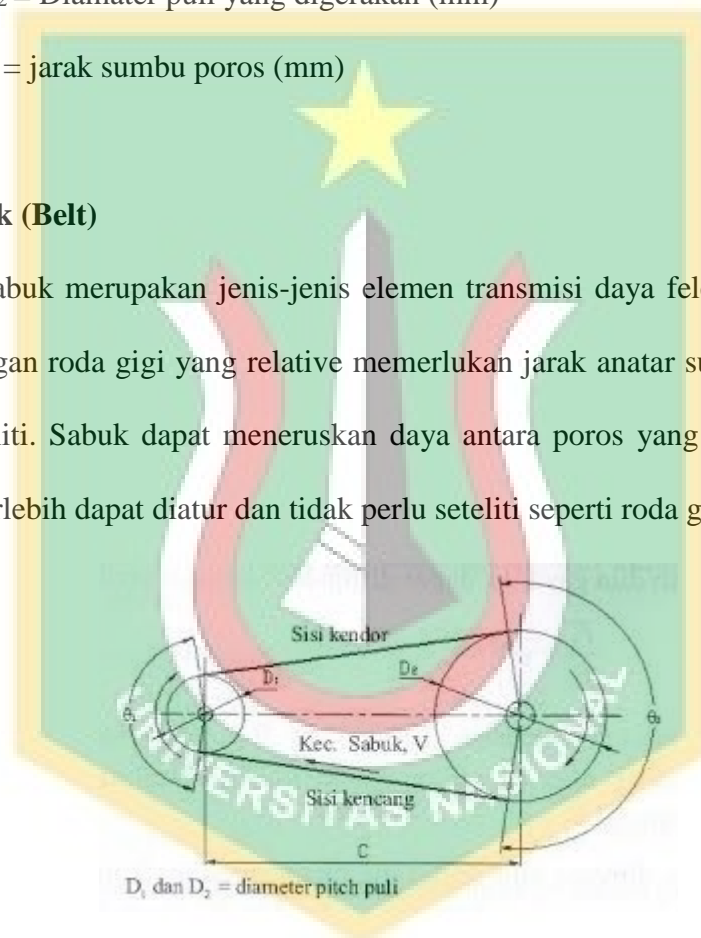 ₂ = Diamater puli yang digerakan (mm)
= jarak sumbu poros (mm)
k (Belt)
abuk merupakan jenis-jenis elemen transmisi daya fel
gan roda gigi yang relative memerlukan jarak anatar su
liti. Sabuk dapat meneruskan daya antara poros yang
rlebih dapat diatur dan tidak perlu seteliti seperti roda g
Sisi kendor
D₁
D₂
θ₁
θ₂
Kec. Sabuk, V
Sisi kencang
UNIVERSITAS NASIONAL
C
D₁ dan D₂ = diameter pitch puli